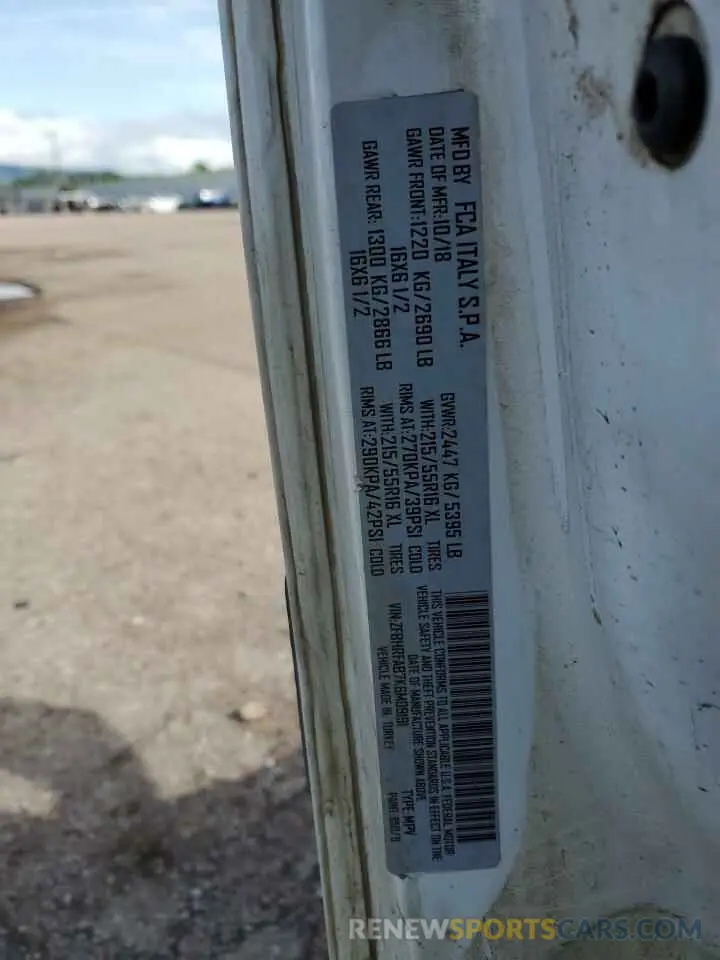 MFD BY FCA ITALY S.P.A.
DATE OF MFR:10/18 GVWR:2447 KG/5395 LB
GAWR FRONT:1220 KG/2690 LB WITH:215/55R16 XL TIRES
16X6 1/2 RIMS AT:270KPA/39PSI COLD
GAWR REAR: 1300 KG/2866 LB WITH:215/55R16 XL TIRES
16X6 1/2 RIMS AT:290KPA/42PSI COLD
THIS VEHICLE CONFORMS TO ALL APPLICABLE U.S.A. FEDERAL MOTOR
VEHICLE SAFETY AND THEFT PREVENTION STANDARDS IN EFFECT ON THE
DATE OF MANUFACTURE SHOWN ABOVE
VIN: TYPE:MPV
VEHICLE MADE IN: TURKEY PAINT:
RENEWSPORTSCARS.COM